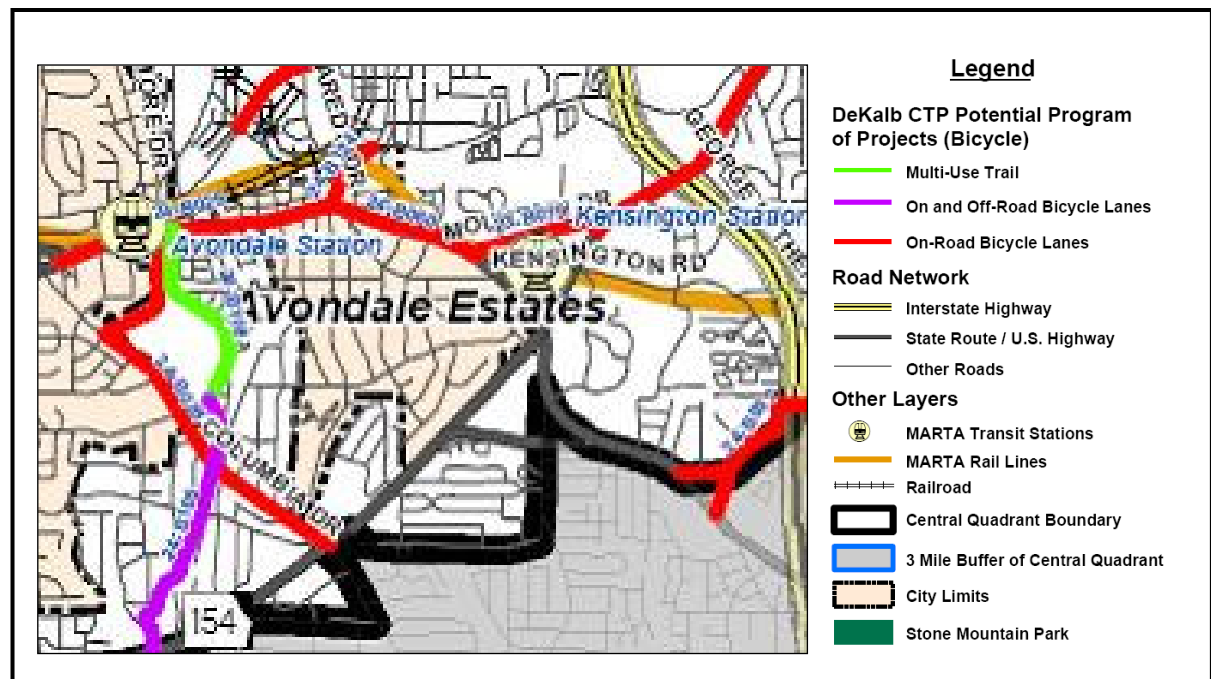 Legend
DeKalb CTP Potential Program
of Projects (Bicycle)
Multi-Use Trail
On and Off-Road Bicycle Lanes
On-Road Bicycle Lanes
Road Network
Interstate Highway
State Route / U.S. Highway
Other Roads
Other Layers
MARTA Transit Stations
MARTA Rail Lines
Railroad
Central Quadrant Boundary
3 Mile Buffer of Central Quadrant
City Limits
Stone Mountain Park
GEORGE
Kensington Station
Avondale Station
KENSINGTON RD
Avondale Estates
COLUMBIA DR
154